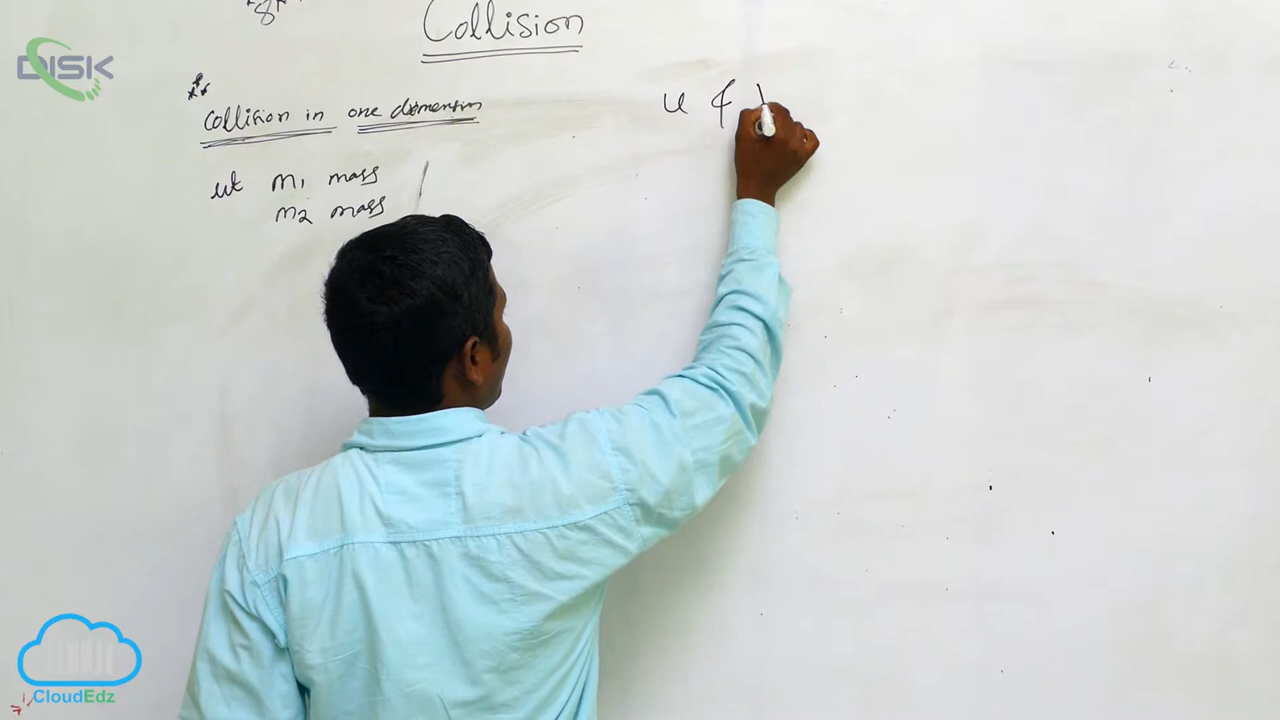 Collision
DISK
Collision in one dimension
let m1 mass
m2 mass
u &
CloudEdz